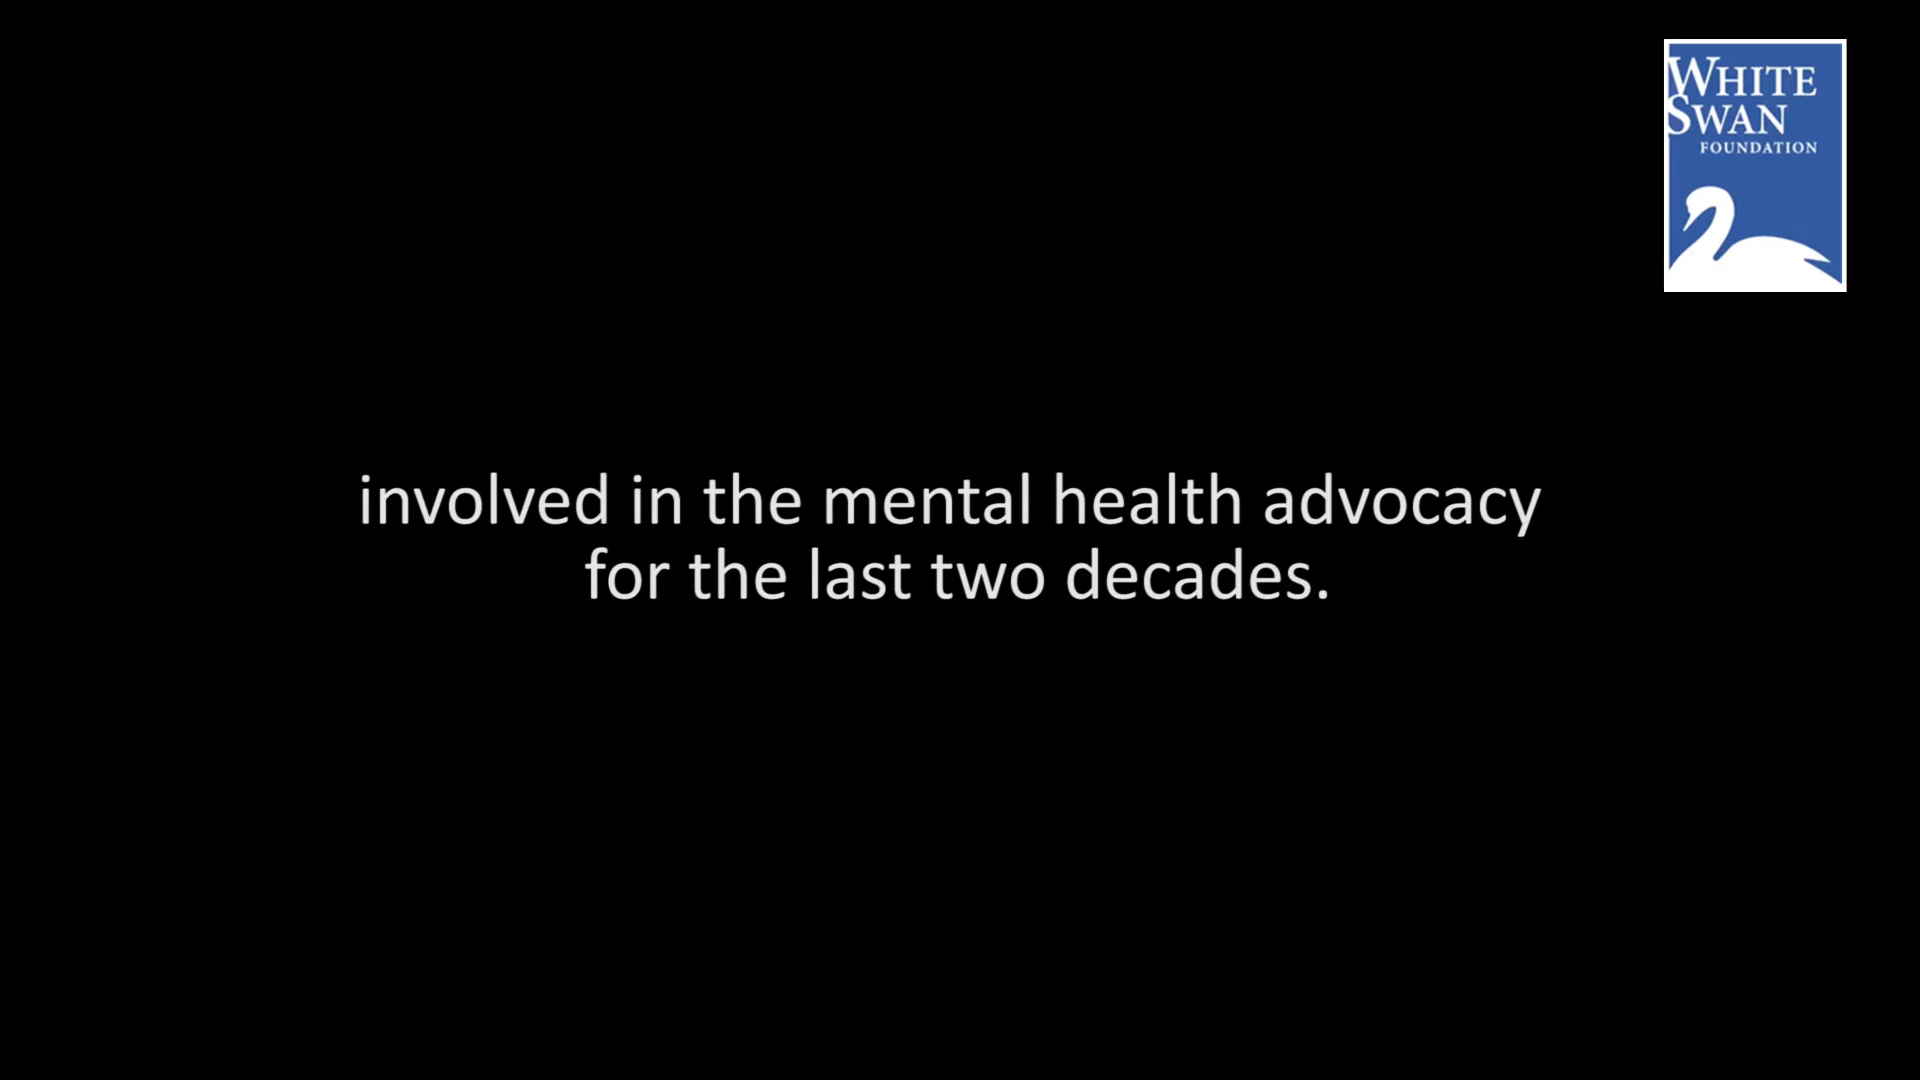 WHITE
SWAN
FOUNDATION
involved in the mental health advocacy
for the last two decades.